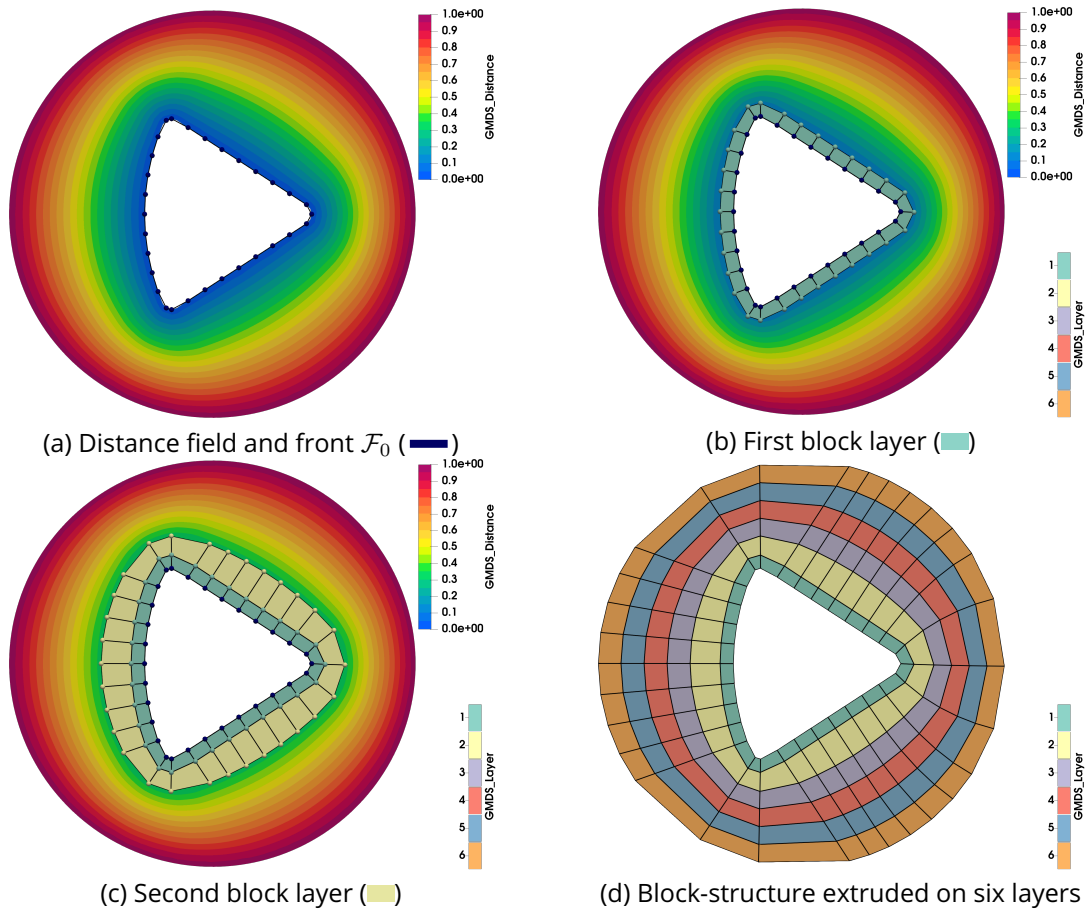 1.0e+00
0.9
0.8
0.7
0.6
0.5
0.4
0.3
0.2
0.1
0.0e+00
GMDS_Distance
(a) Distance field and front F₀ ( )
1.0e+00
0.9
0.8
0.7
0.6
0.5
0.4
0.3
0.2
0.1
0.0e+00
GMDS_Distance
1
2
3
4
5
6
GMDS_Layer
(b) First block layer ( )
1.0e+00
0.9
0.8
0.7
0.6
0.5
0.4
0.3
0.2
0.1
0.0e+00
GMDS_Distance
1
2
3
4
5
6
GMDS_Layer
(c) Second block layer ( )
1
2
3
4
5
6
GMDS_Layer
(d) Block-structure extruded on six layers